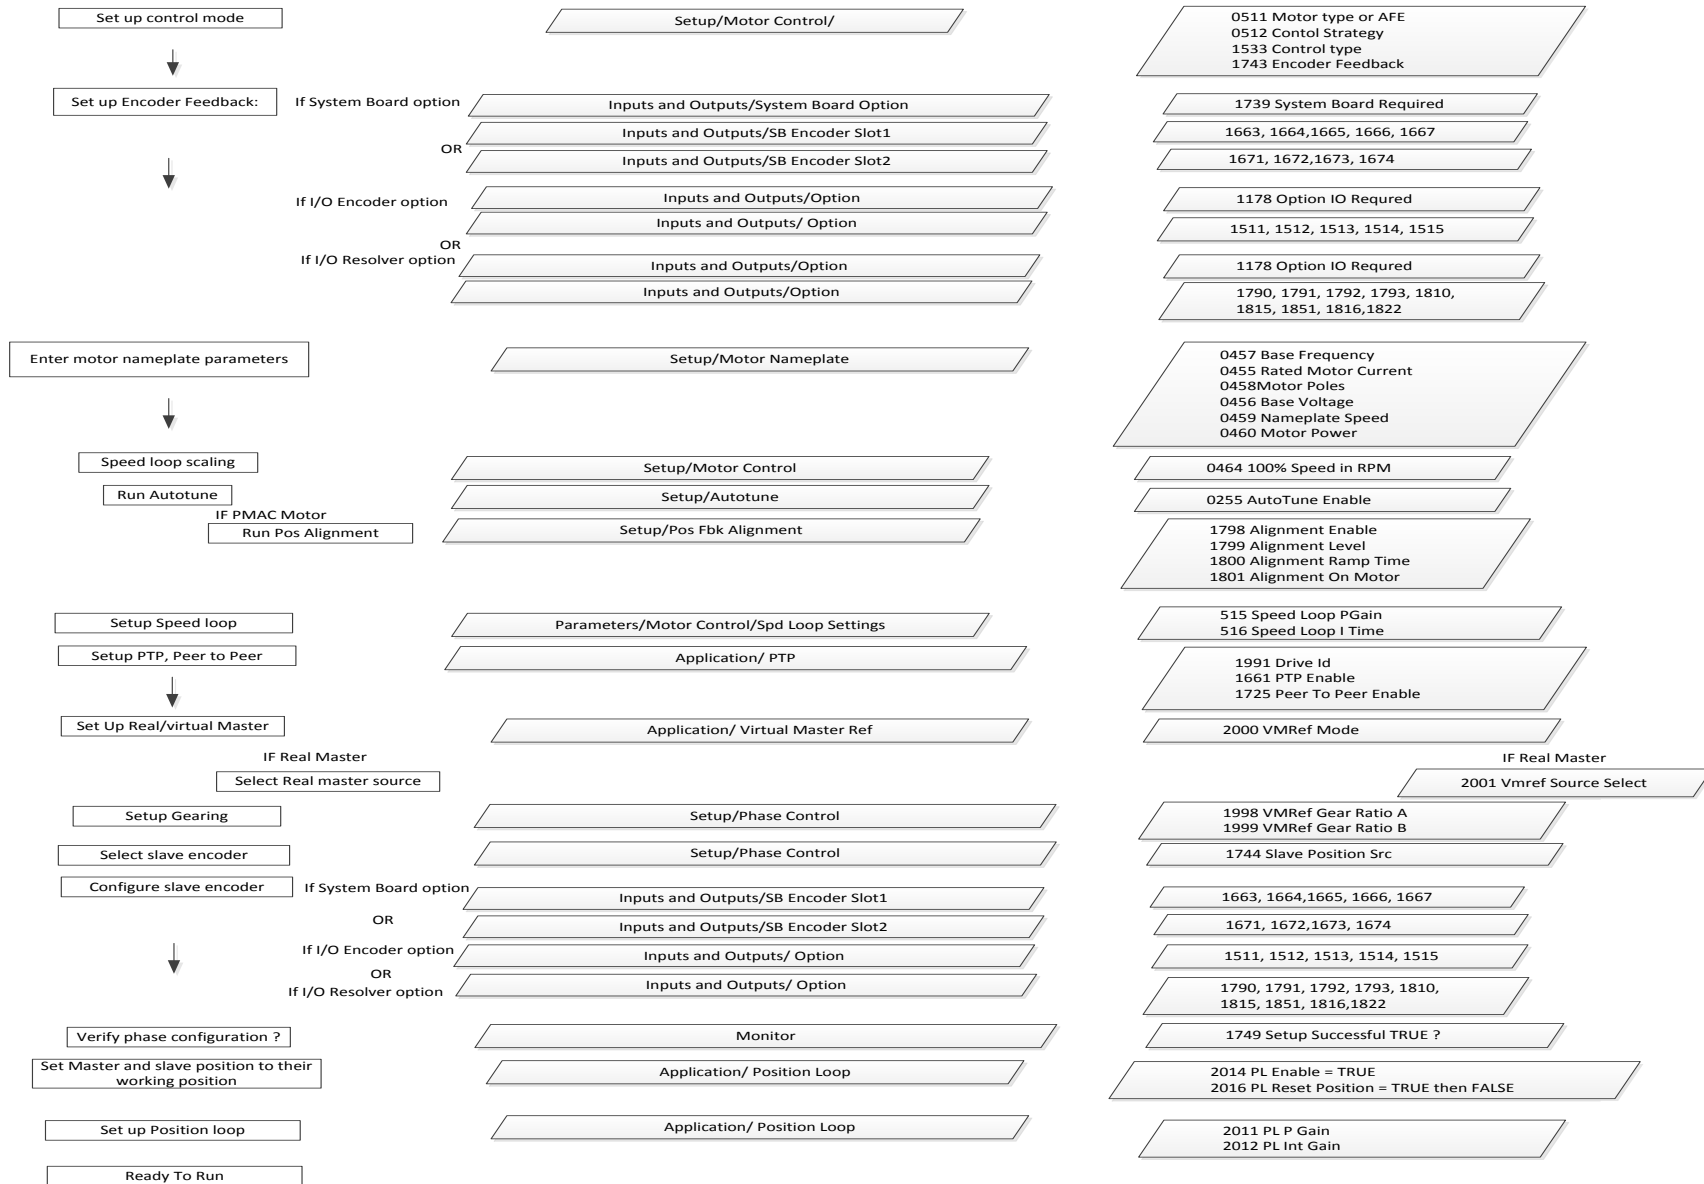 Set up control mode
Setup/Motor Control/
0511 Motor type or AFE
0512 Contol Strategy
1533 Control type
1743 Encoder Feedback
Set up Encoder Feedback:
If System Board option
Inputs and Outputs/System Board Option
1739 System Board Required
Inputs and Outputs/SB Encoder Slot1
1663, 1664,1665, 1666, 1667
OR
Inputs and Outputs/SB Encoder Slot2
1671, 1672,1673, 1674
If I/O Encoder option
Inputs and Outputs/Option
1178 Option IO Requred
Inputs and Outputs/ Option
1511, 1512, 1513, 1514, 1515
OR
If I/O Resolver option
Inputs and Outputs/Option
1178 Option IO Requred
Inputs and Outputs/Option
1790, 1791, 1792, 1793, 1810,
1815, 1851, 1816,1822
Enter motor nameplate parameters
Setup/Motor Nameplate
0457 Base Frequency
0455 Rated Motor Current
0458Motor Poles
0456 Base Voltage
0459 Nameplate Speed
0460 Motor Power
Speed loop scaling
Setup/Motor Control
0464 100% Speed in RPM
Run Autotune
Setup/Autotune
0255 AutoTune Enable
IF PMAC Motor
Run Pos Alignment
Setup/Pos Fbk Alignment
1798 Alignment Enable
1799 Alignment Level
1800 Alignment Ramp Time
1801 Alignment On Motor
Setup Speed loop
Parameters/Motor Control/Spd Loop Settings
515 Speed Loop PGain
516 Speed Loop I Time
Setup PTP, Peer to Peer
Application/ PTP
1991 Drive Id
1661 PTP Enable
1725 Peer To Peer Enable
Set Up Real/virtual Master
Application/ Virtual Master Ref
2000 VMRef Mode
IF Real Master
IF Real Master
Select Real master source
2001 Vmref Source Select
Setup Gearing
Setup/Phase Control
1998 VMRef Gear Ratio A
1999 VMRef Gear Ratio B
Select slave encoder
Setup/Phase Control
1744 Slave Position Src
Configure slave encoder
If System Board option
Inputs and Outputs/SB Encoder Slot1
1663, 1664,1665, 1666, 1667
OR
Inputs and Outputs/SB Encoder Slot2
1671, 1672,1673, 1674
If I/O Encoder option
Inputs and Outputs/ Option
1511, 1512, 1513, 1514, 1515
OR
If I/O Resolver option
Inputs and Outputs/ Option
1790, 1791, 1792, 1793, 1810,
1815, 1851, 1816,1822
Verify phase configuration ?
Monitor
1749 Setup Successful TRUE ?
Set Master and slave position to their
working position
Application/ Position Loop
2014 PL Enable = TRUE
2016 PL Reset Position = TRUE then FALSE
Set up Position loop
Application/ Position Loop
2011 PL P Gain
2012 PL Int Gain
Ready To Run